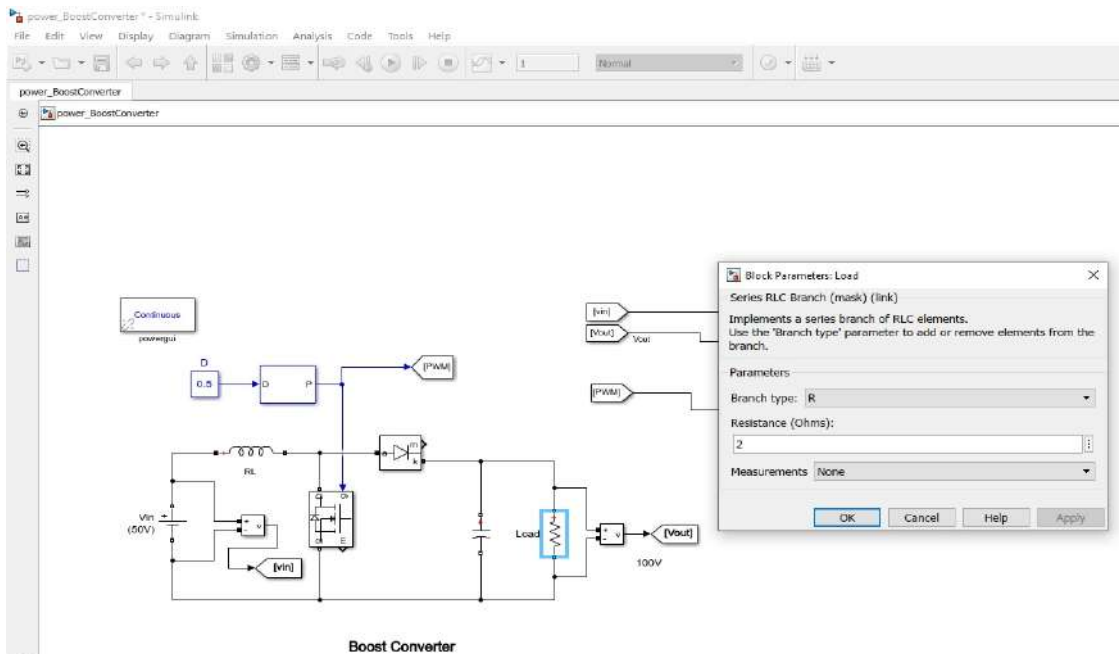 power_BoostConverter * - Simulink
File Edit View Display Diagram Simulation Analysis Code Tools Help
1 Normal
power_BoostConverter
power_BoostConverter
Continuous
powergui
D
0.5
D P
[PWM]
[vin]
[Vout] Vout
[PWM]
RL
m
a k
Vin
(50V)
+
-
v
[vin]
g
E
Load
+
-
v
[Vout]
100V
Boost Converter
Block Parameters: Load
Series RLC Branch (mask) (link)
Implements a series branch of RLC elements.
Use the 'Branch type' parameter to add or remove elements from the
branch.
Parameters
Branch type: R
Resistance (Ohms):
2
Measurements None
OK Cancel Help Apply